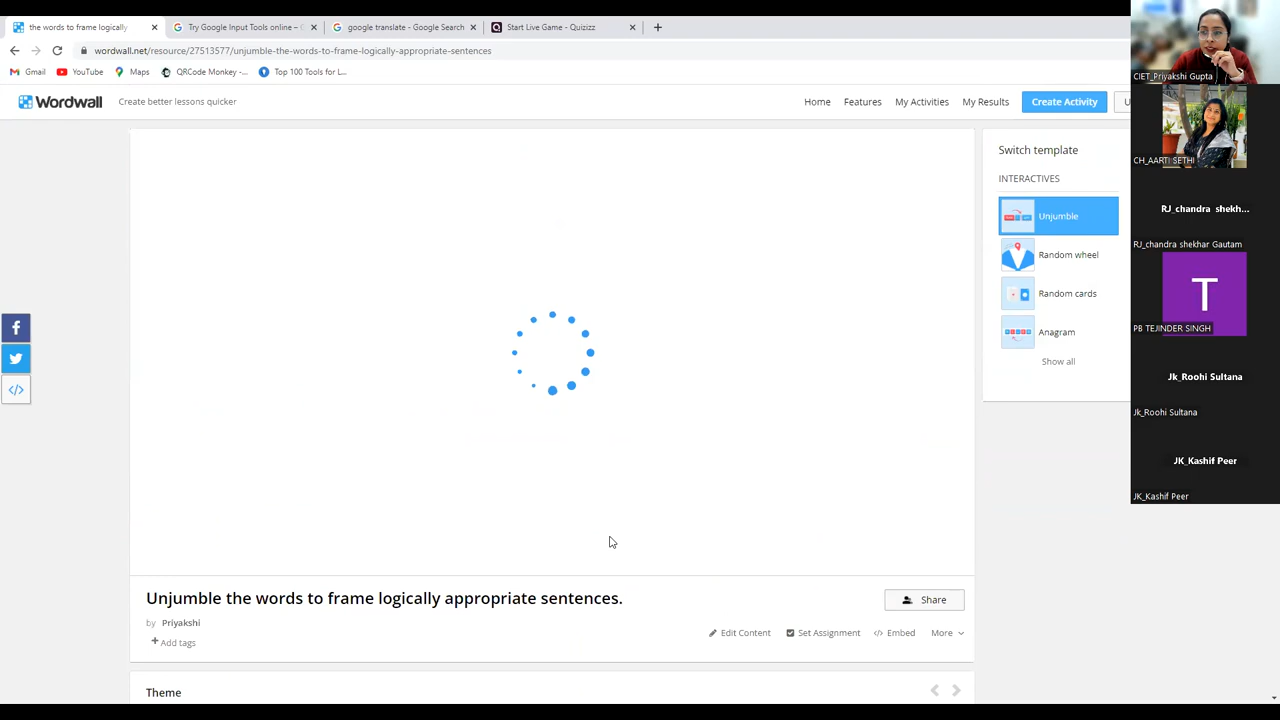 the words to frame logically
Try Google Input Tools online –
google translate - Google Search
Start Live Game - Quizizz
wordwall.net/resource/27513577/unjumble-the-words-to-frame-logically-appropriate-sentences
Gmail
YouTube
Maps
QRCode Monkey -...
Top 100 Tools for L...
Wordwall
Create better lessons quicker
Home
Features
My Activities
My Results
Create Activity
U
Switch template
INTERACTIVES
Unjumble
Random wheel
Random cards
Anagram
Show all
Unjumble the words to frame logically appropriate sentences.
by Priyakshi
+ Add tags
Share
Edit Content
Set Assignment
</> Embed
More
Theme
CIET_Priyakshi Gupta
CH_AARTI SETHI
RJ_chandra shekh...
RJ_chandra shekhar Gautam
T
PB TEJINDER SINGH
Jk_Roohi Sultana
Jk_Roohi Sultana
JK_Kashif Peer
JK_Kashif Peer